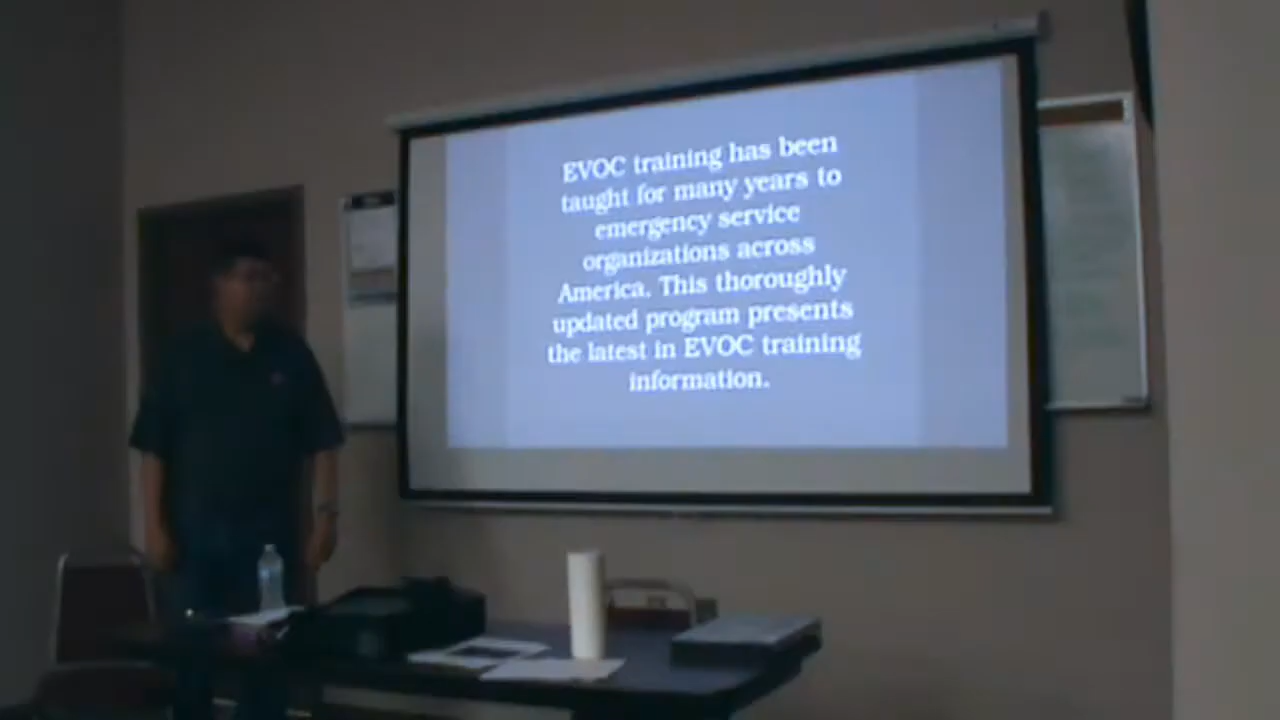 EVOC training has been
taught for many years to
emergency service
organizations across
America. This thoroughly
updated program presents
the latest in EVOC training
information.